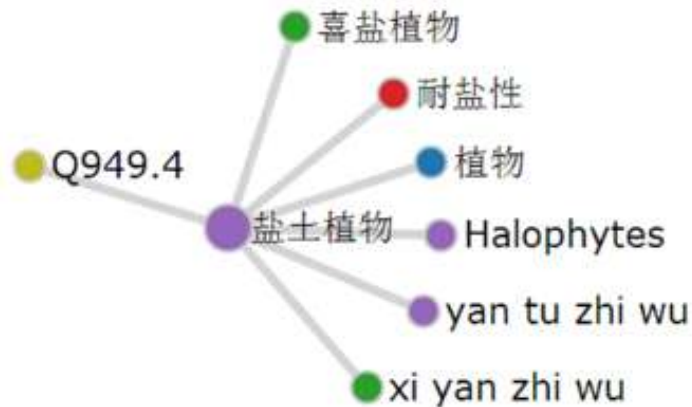 喜盐植物
耐盐性
植物
Q949.4
盐土植物
Halophytes
yan tu zhi wu
xi yan zhi wu